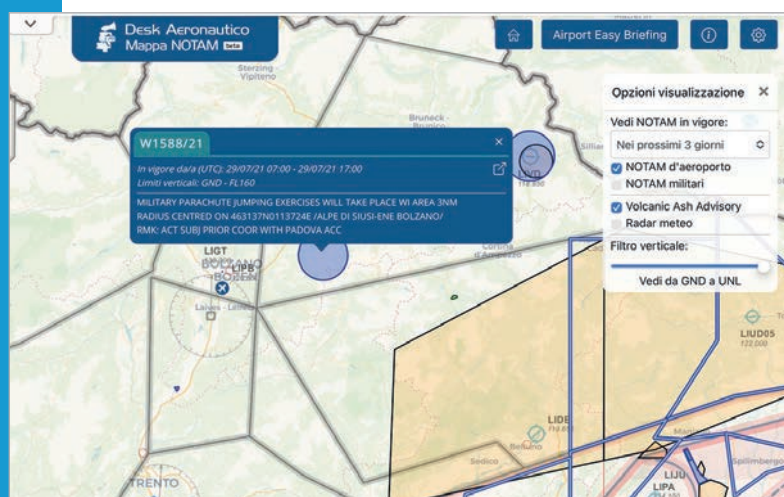 Desk Aeronautico
Mappa NOTAM beta
Airport Easy Briefing
Sterzing -
Vipiteno
Bruneck -
Brunico
W1588/21
In vigore da/a (UTC): 29/07/21 07:00 - 29/07/21 17:00
Limiti verticali: GND - FL160
MILITARY PARACHUTE JUMPING EXERCISES WILL TAKE PLACE WI AREA 3NM
RADIUS CENTRED ON 463137N0113724E /ALPE DI SIUSI-ENE BOLZANO/
RMK: ACT SUBJ PRIOR COOR WITH PADOVA ACC
Opzioni visualizzazione
Vedi NOTAM in vigore:
Nei prossimi 3 giorni
NOTAM d'aeroporto
NOTAM militari
Volcanic Ash Advisory
Radar meteo
Filtro verticale:
Vedi da GND a UNL
Cortina
d'Ampezzo
LIGT
BOLZANO
LIPB
BOZEN
LIUD05
122.000
LIDB
Belluno
Sedico
Spilimbergo
TRENTO
LIJU
LIPA